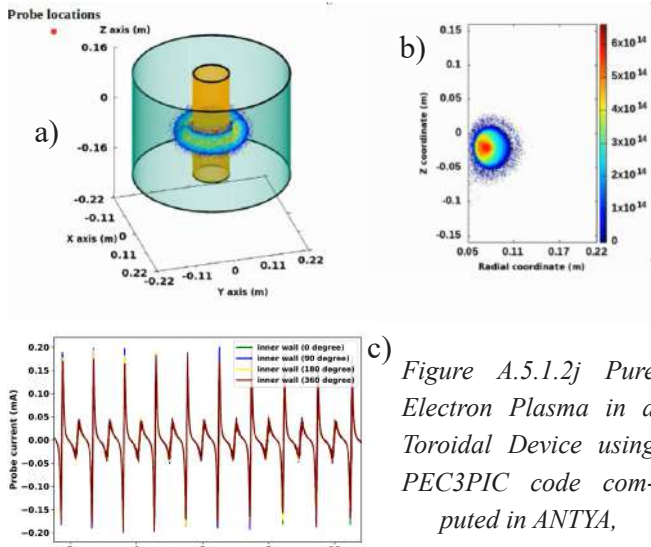 Probe locations
Z axis (m)
0.16
0
-0.16
-0.22
-0.11
X axis (m)
0
0.11
0.22
-0.22
-0.11
0
0.11
0.22
Y axis (m)
a)
b)
0.15
0.1
0.05
0
-0.05
-0.1
-0.15
Z coordinate (m)
0.05
0.11
0.17
0.22
Radial coordinate (m)
6x10 14
5x10 14
4x10 14
3x10 14
2x10 14
1x10 14
0
0.20
0.15
0.10
0.05
0.00
-0.05
-0.10
-0.15
-0.20
Probe current (mA)
inner wall (0 degree)
inner wall (90 degree)
inner wall (180 degree)
inner wall (360 degree)
c)
Figure A.5.1.2j Pure
Electron Plasma in a
Toroidal Device using
PEC3PIC code com-
puted in ANTYA,